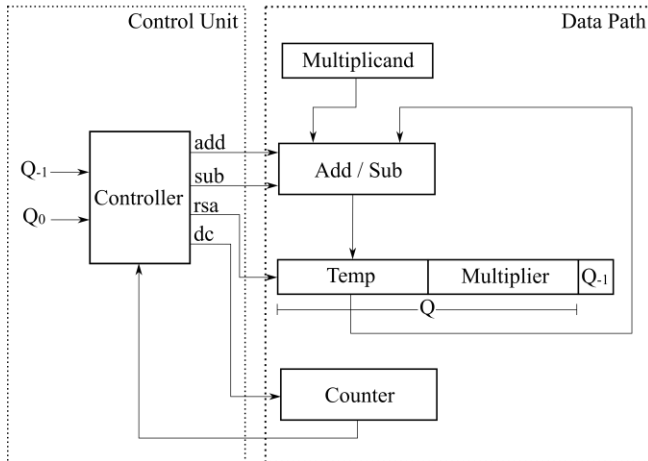 Control Unit
Data Path
Multiplicand
add
Q-1
sub
Add / Sub
Controller
rsa
Q0
dc
Temp
Multiplier
Q-1
Q
Counter